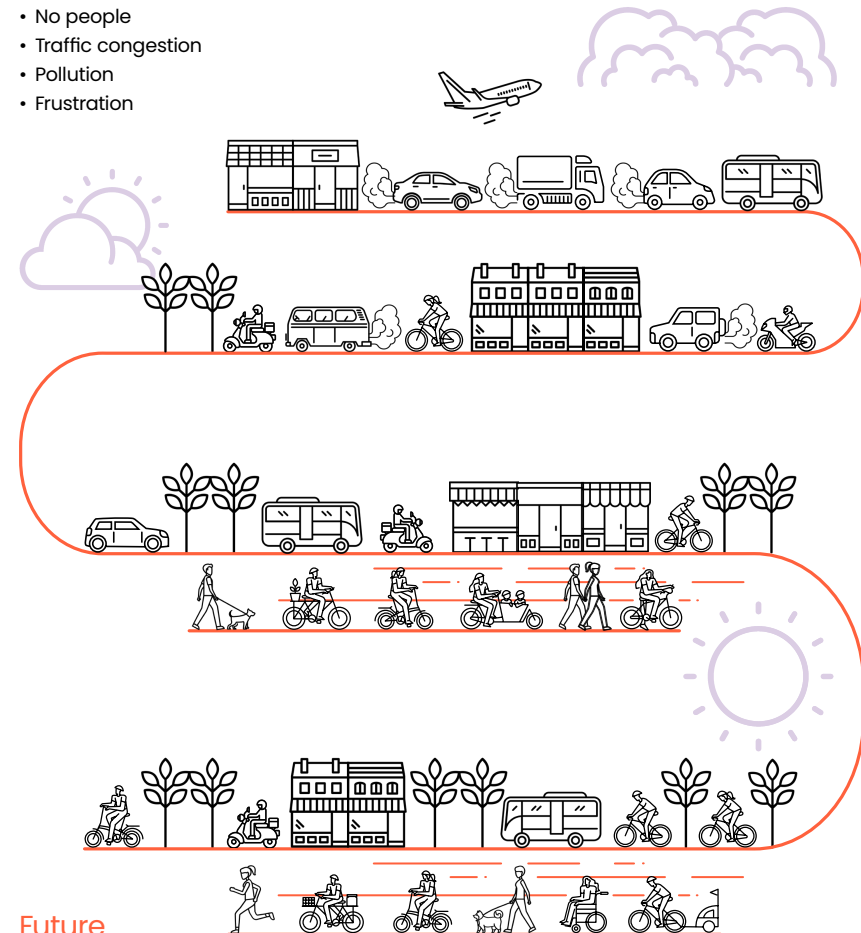 • No people
• Traffic congestion
• Pollution
• Frustration
Future